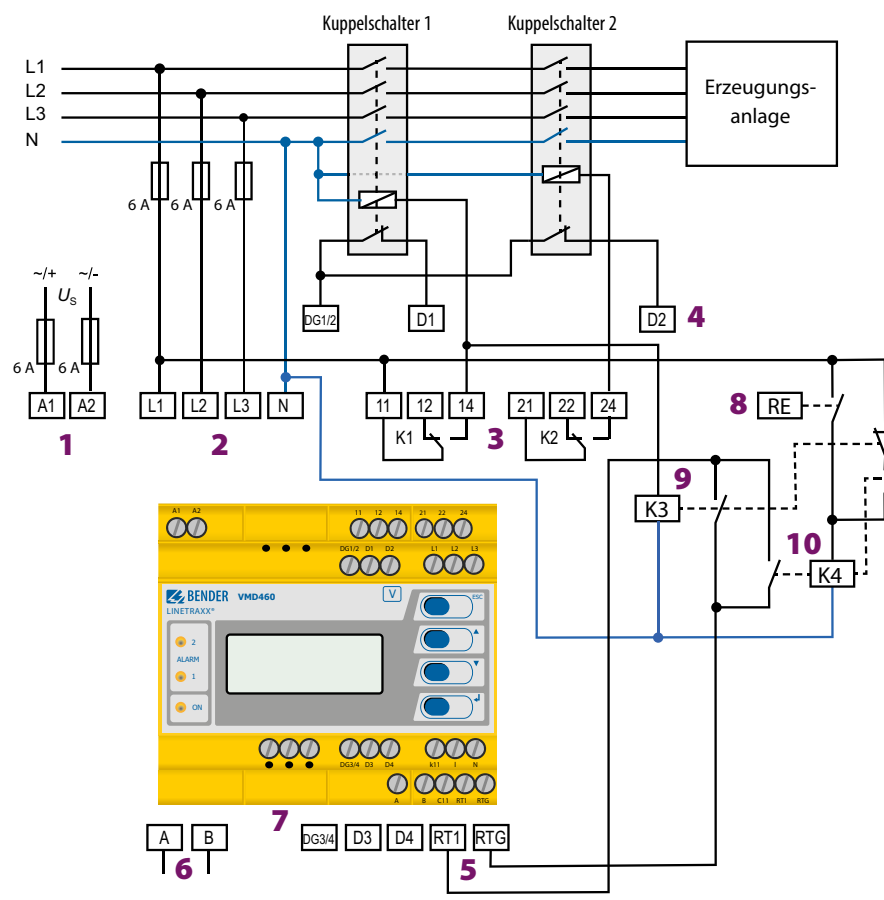 Kuppelschalter 1 Kuppelschalter 2
L1
L2
L3
N
Erzeugungs-
anlage
6 A 6 A 6 A
~/+ ~/-
US
6 A 6 A
DG1/2 D1 D2 4
A1 A2 L1 L2 L3 N 11 12 14 21 22 24
8 RE
1 2 K1 3 K2
9
K3
10
K4
A1 A2 11 12 14 21 22 24
DG1/2 D1 D2 L1 L2 L3
BENDER VMD460 V ESC
LINETRAXX®
2
ALARM
1
ON
DG3/4 D3 D4 k11 I N
A B C11 RT1 RTG
7
A B DG3/4 D3 D4 RT1 RTG
6 5